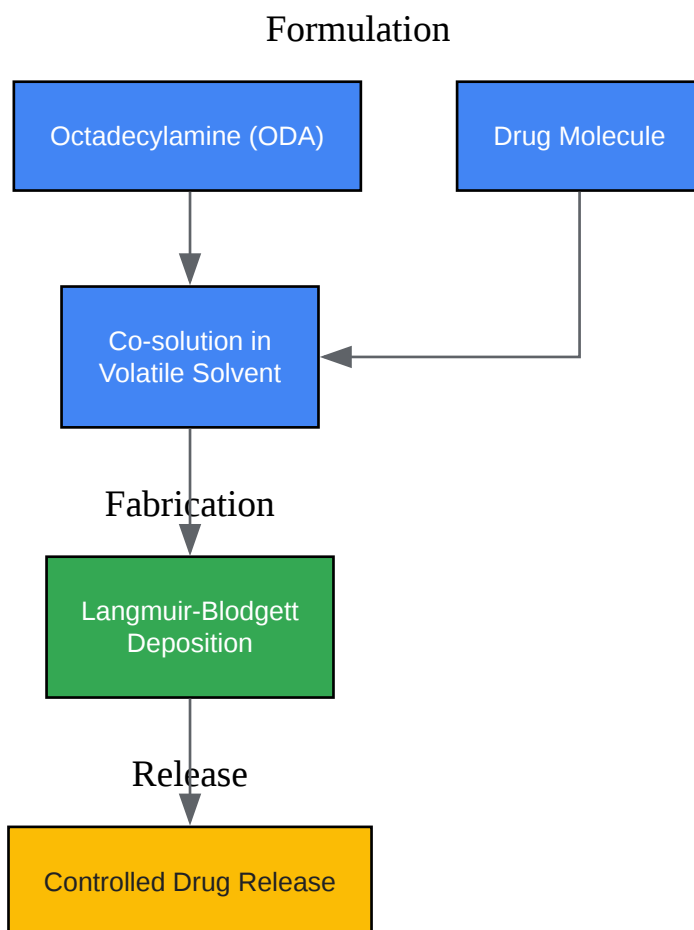 Formulation
Octadecylamine (ODA)
Drug Molecule
Co-solution in
Volatile Solvent
Fabrication
Langmuir-Blodgett
Deposition
Release
Controlled Drug Release